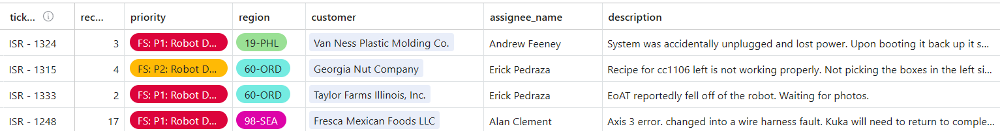 tick... rec... priority region customer assignee_name description
ISR - 1324 3 FS: P1: Robot D... 19-PHL Van Ness Plastic Molding Co. Andrew Feeney System was accidentally unplugged and lost power. Upon booting it back up it s...
ISR - 1315 4 FS: P2: Robot D... 60-ORD Georgia Nut Company Erick Pedraza Recipe for cc1106 left is not working properly. Not picking the boxes in the left si...
ISR - 1333 2 FS: P1: Robot D... 60-ORD Taylor Farms Illinois, Inc. Erick Pedraza EoAT reportedly fell off of the robot. Waiting for photos.
ISR - 1248 17 FS: P1: Robot D... 98-SEA Fresca Mexican Foods LLC Alan Clement Axis 3 error. changed into a wire harness fault. Kuka will need to return to comple...